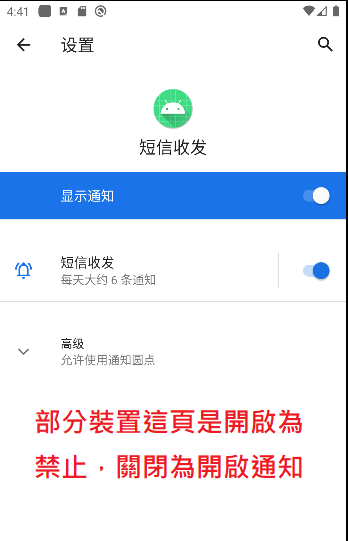 4:41
设置
短信收发
显示通知
短信收发
每天大约 6 条通知
高级
允许使用通知圆点
部分裝置這頁是開啟為
禁止，關閉為開啟通知